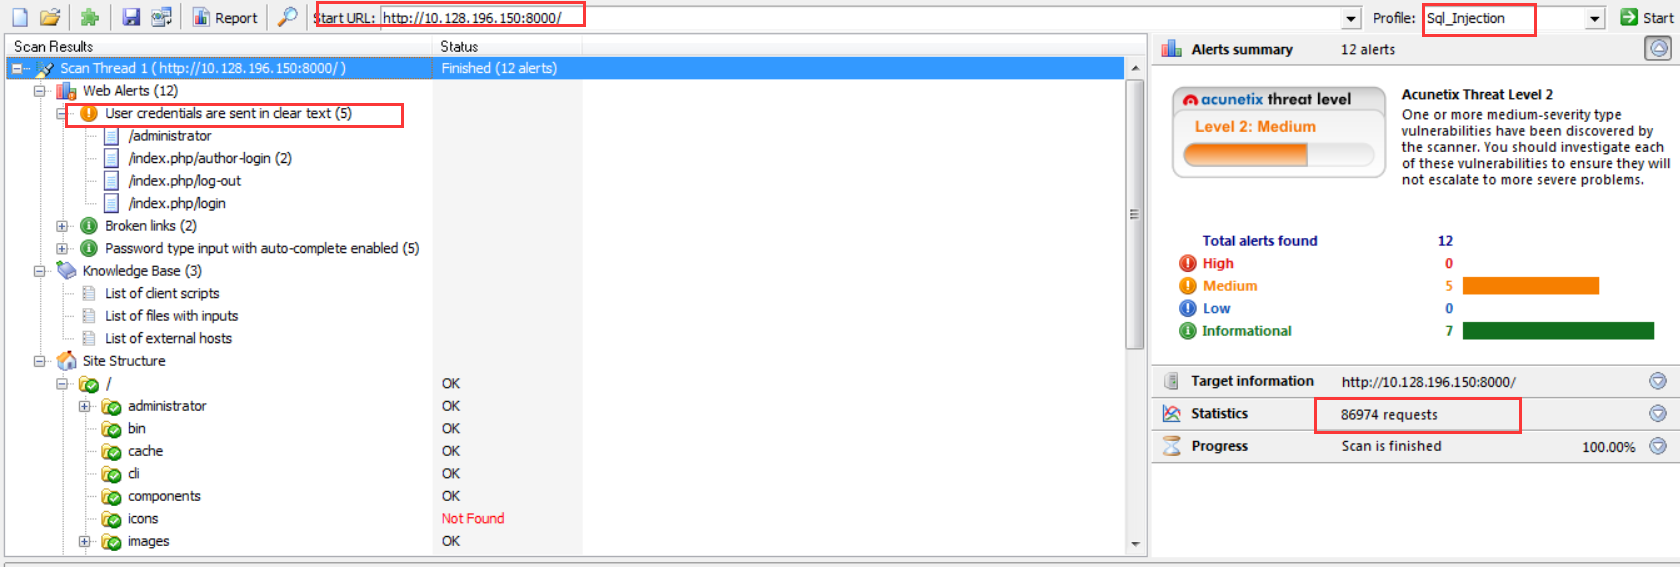 Report
Start URL: http://10.128.196.150:8000/
Profile: Sql_Injection
Start
Scan Results Status
Scan Thread 1 ( http://10.128.196.150:8000/ ) Finished (12 alerts)
Web Alerts (12)
User credentials are sent in clear text (5)
/administrator
/index.php/author-login (2)
/index.php/log-out
/index.php/login
Broken links (2)
Password type input with auto-complete enabled (5)
Knowledge Base (3)
List of client scripts
List of files with inputs
List of external hosts
Site Structure
/ OK
administrator OK
bin OK
cache OK
cli OK
components OK
icons Not Found
images OK
Alerts summary 12 alerts
acunetix threat level
Level 2: Medium
Acunetix Threat Level 2
One or more medium-severity type
vulnerabilities have been discovered by
the scanner. You should investigate each
of these vulnerabilities to ensure they will
not escalate to more severe problems.
Total alerts found 12
High 0
Medium 5
Low 0
Informational 7
Target information http://10.128.196.150:8000/
Statistics 86974 requests
Progress Scan is finished 100.00%